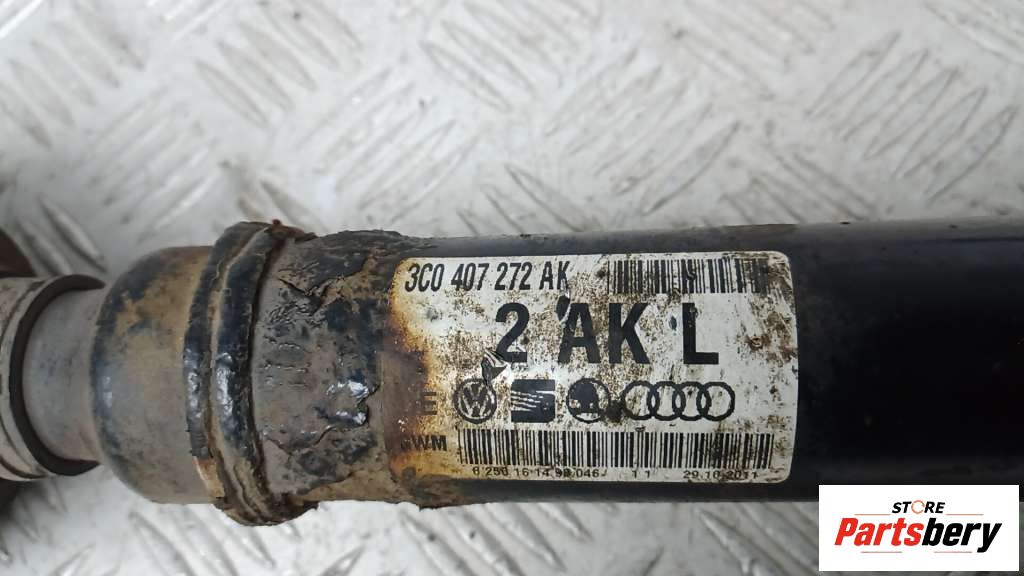 3C0 407 272 AK
2 AK L
E
GWM
29.10.2011
STORE
Partsbery